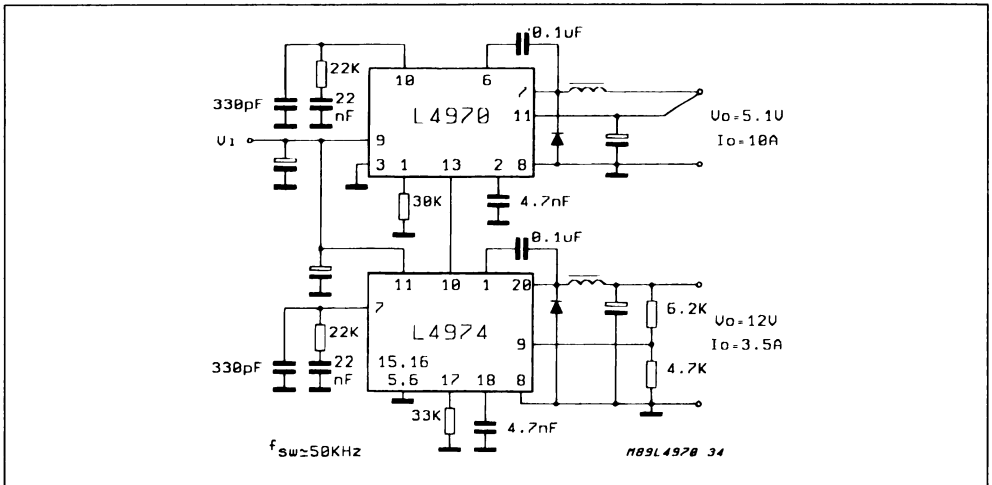 0.1uF
22K
10
6
330pF
22
nF
7
L4970
11
Vo=5.1V
Io=10A
Vi
9
3
1
13
2
8
30K
4.7nF
0.1uF
11
10
1
20
7
22K
L4974
6.2K
Vo=12V
Io=3.5A
330pF
22
nF
9
15.16
5.6
17
18
8
4.7K
33K
4.7nF
fsw≃50KHz
M89L4970 34